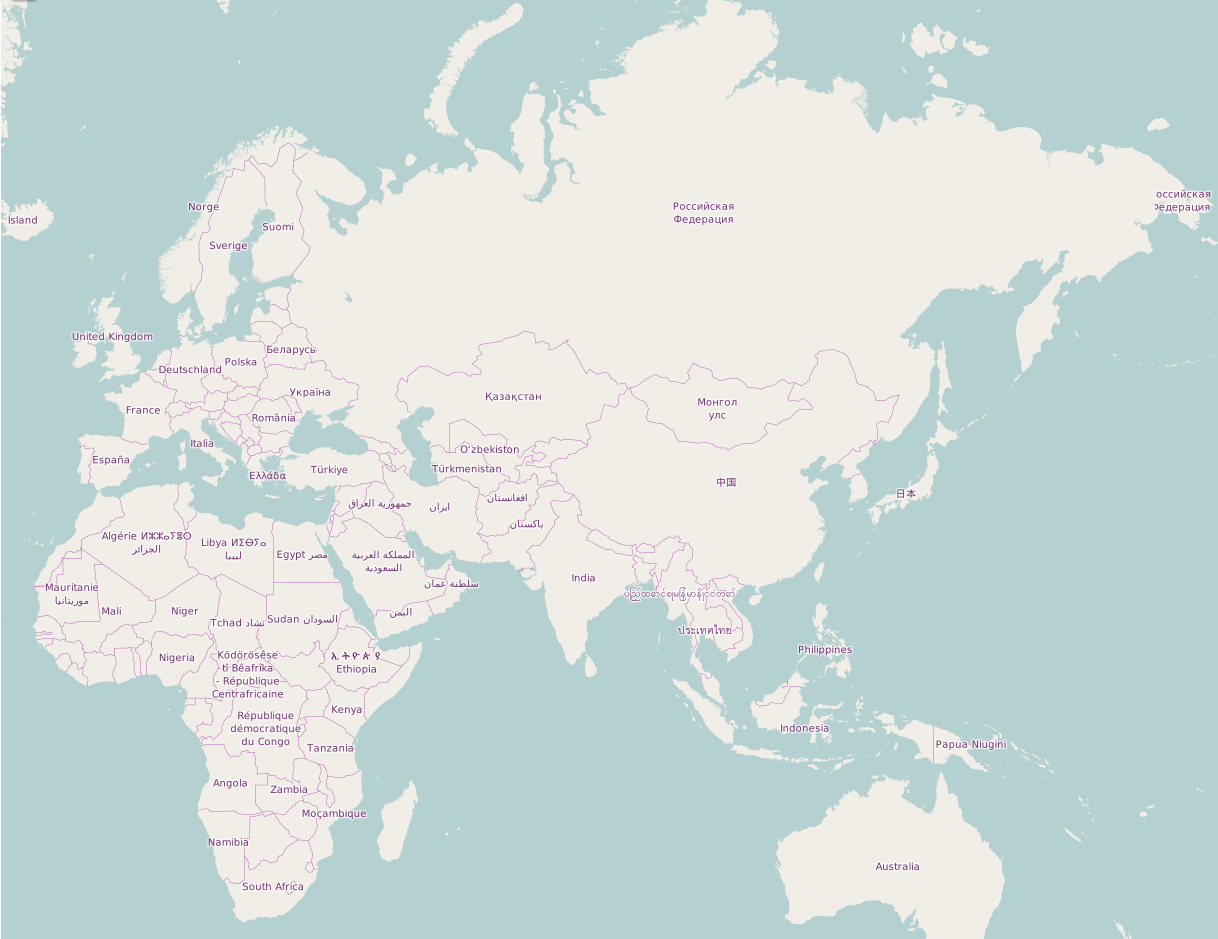 Российская
Федерация
оссийская
Федерация
Norge
Ísland
Suomi
Sverige
United Kingdom
Беларусь
Polska
Deutschland
Україна
Қазақстан
Монгол
улс
France
România
Italia
O‘zbekiston
España
Türkiye
Türkmenistan
Ελλάδα
中国
日本
افغانستان
جمهورية العراق
ایران
پاکستان
Algérie ⵍⵣⵣⴰⵢⴻⵔ
الجزائر
Libya ⵍⵉⴱⵢⴰ
ليبيا
Egypt مصر
المملكة العربية
السعودية
India
سلطنة عمان
Mauritanie
موريتانيا
Mali
Niger
اليمن
Tchad تشاد
Sudan السودان
ประเทศไทย
Philippines
Nigeria
Ködörösêse
tî Bêafrîka
- République
Centrafricaine
ኢትዮጵያ
Ethiopia
Kenya
République
démocratique
du Congo
Indonesia
Papua Niugini
Tanzania
Angola
Zambia
Moçambique
Namibia
Australia
South Africa